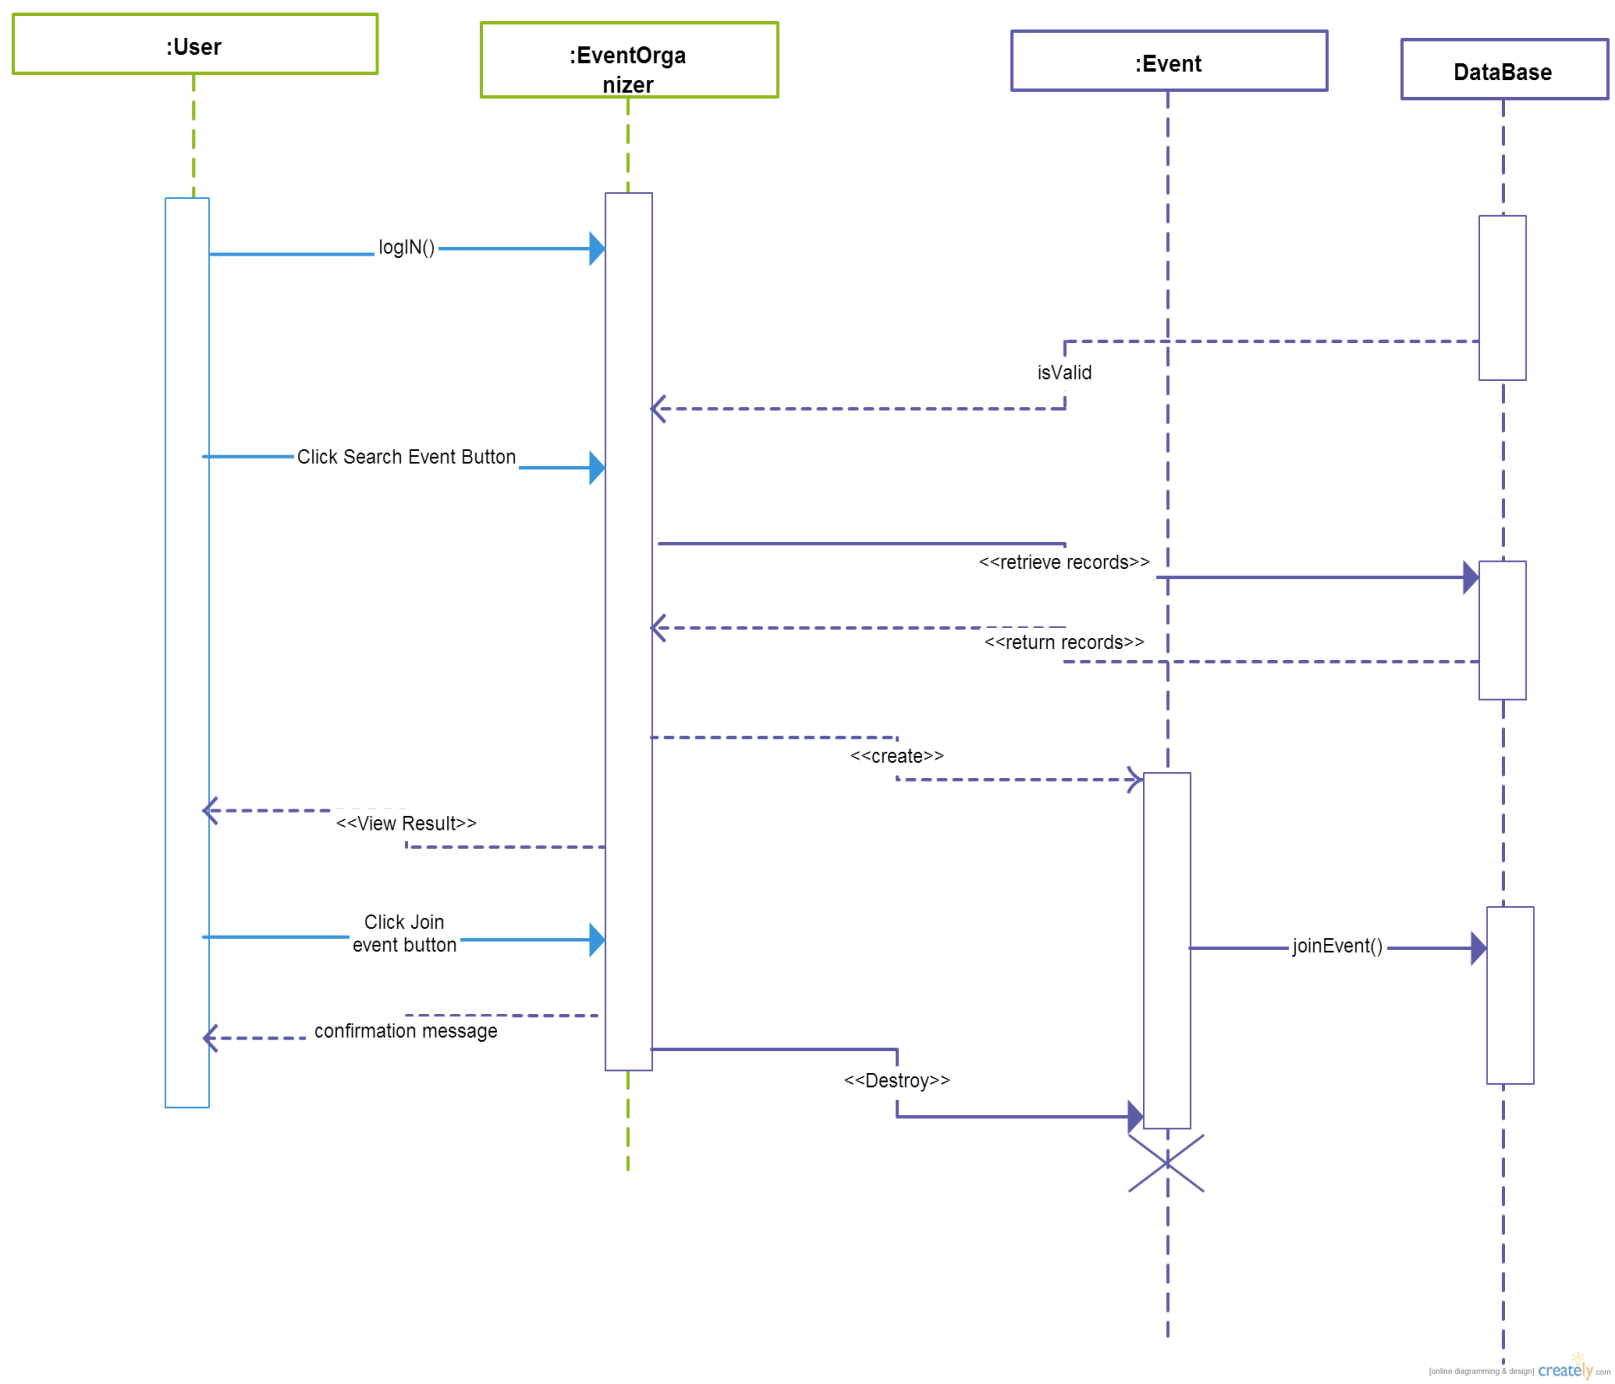 :User
:EventOrga
nizer
:Event
DataBase
logIN()
isValid
Click Search Event Button
<<retrieve records>>
<<return records>>
<<create>>
<<View Result>>
Click Join
event button
joinEvent()
confirmation message
<<Destroy>>
[online diagramming & design] creately.com